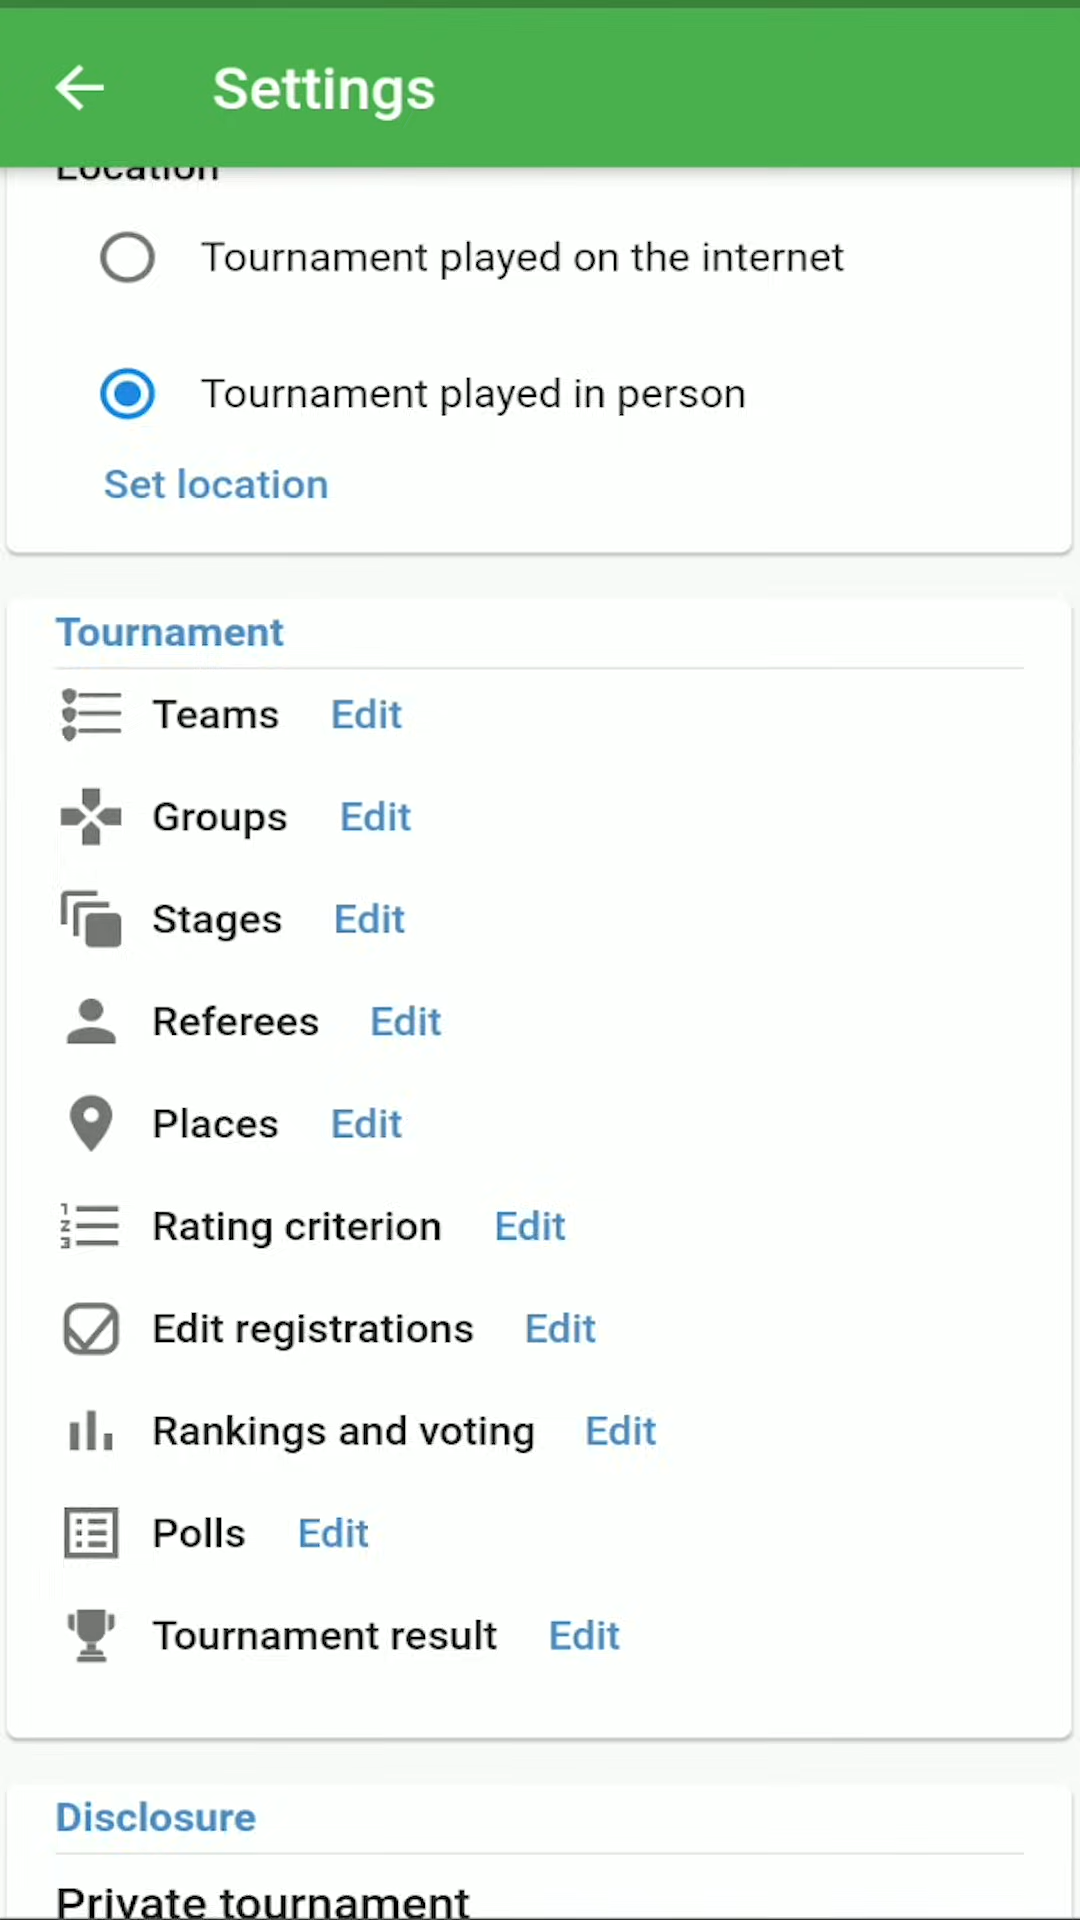 Settings
Location
Tournament played on the internet
Tournament played in person
Set location
Tournament
Teams Edit
Groups Edit
Stages Edit
Referees Edit
Places Edit
Rating criterion Edit
Edit registrations Edit
Rankings and voting Edit
Polls Edit
Tournament result Edit
Disclosure
Private tournament